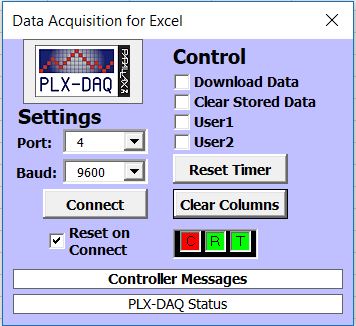 Data Acquisition for Excel
PLX-DAQ
PARALLAX
Control
Download Data
Clear Stored Data
User1
User2
Settings
Port: 4
Baud: 9600
Reset Timer
Connect
Clear Columns
Reset on
Connect
C R T
Controller Messages
PLX-DAQ Status